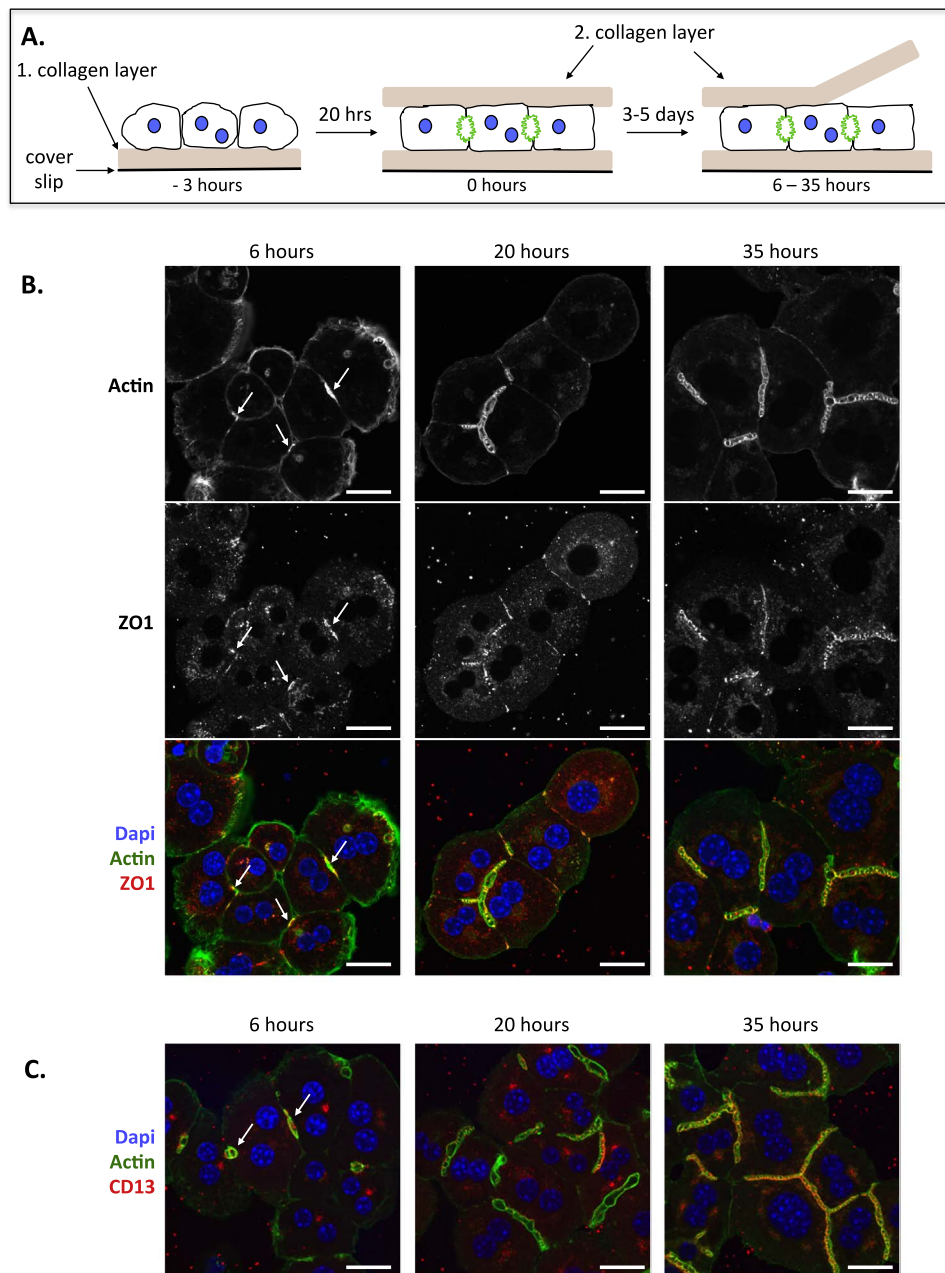 A.
2. collagen layer
1. collagen layer
20 hrs
3-5 days
cover
slip
- 3 hours
0 hours
6 – 35 hours
6 hours
20 hours
35 hours
B.
Actin
ZO1
Dapi
Actin
ZO1
6 hours
20 hours
35 hours
C.
Dapi
Actin
CD13